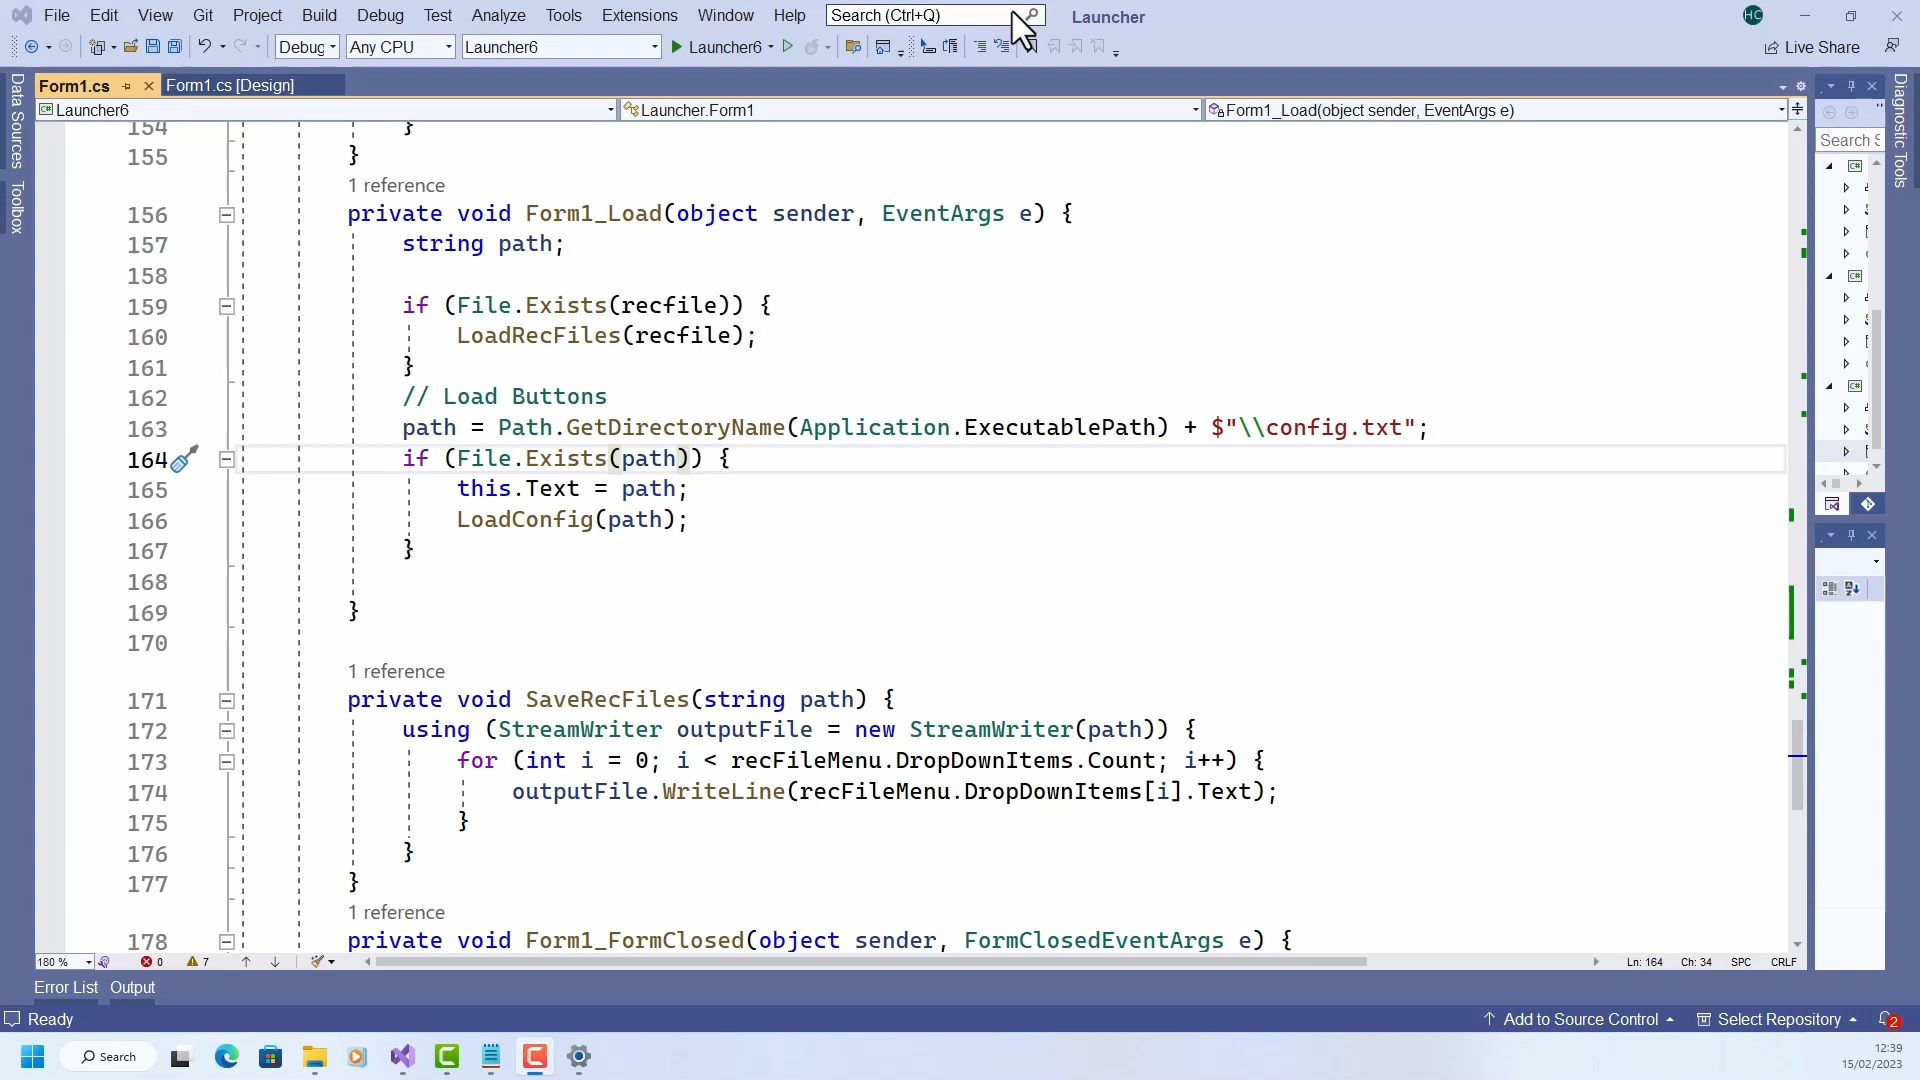 File Edit View Git Project Build Debug Test Analyze Tools Extensions Window Help Search (Ctrl+Q) Launcher
HC
Debug Any CPU Launcher6 Launcher6 Live Share
Form1.cs Form1.cs [Design]
Launcher6 Launcher.Form1 Form1_Load(object sender, EventArgs e)
Data Sources
Toolbox
Diagnostic Tools
Search
154 }
155 }
1 reference
156 private void Form1_Load(object sender, EventArgs e) {
157 string path;
158
159 if (File.Exists(recfile)) {
160 LoadRecFiles(recfile);
161 }
162 // Load Buttons
163 path = Path.GetDirectoryName(Application.ExecutablePath) + $"\\config.txt";
164 if (File.Exists(path)) {
165 this.Text = path;
166 LoadConfig(path);
167 }
168
169 }
170
1 reference
171 private void SaveRecFiles(string path) {
172 using (StreamWriter outputFile = new StreamWriter(path)) {
173 for (int i = 0; i < recFileMenu.DropDownItems.Count; i++) {
174 outputFile.WriteLine(recFileMenu.DropDownItems[i].Text);
175 }
176 }
177 }
1 reference
178 private void Form1_FormClosed(object sender, FormClosedEventArgs e) {
180 % 0 7 Ln: 164 Ch: 34 SPC CRLF
Error List Output
Ready Add to Source Control Select Repository 2
Search
12:39
15/02/2023